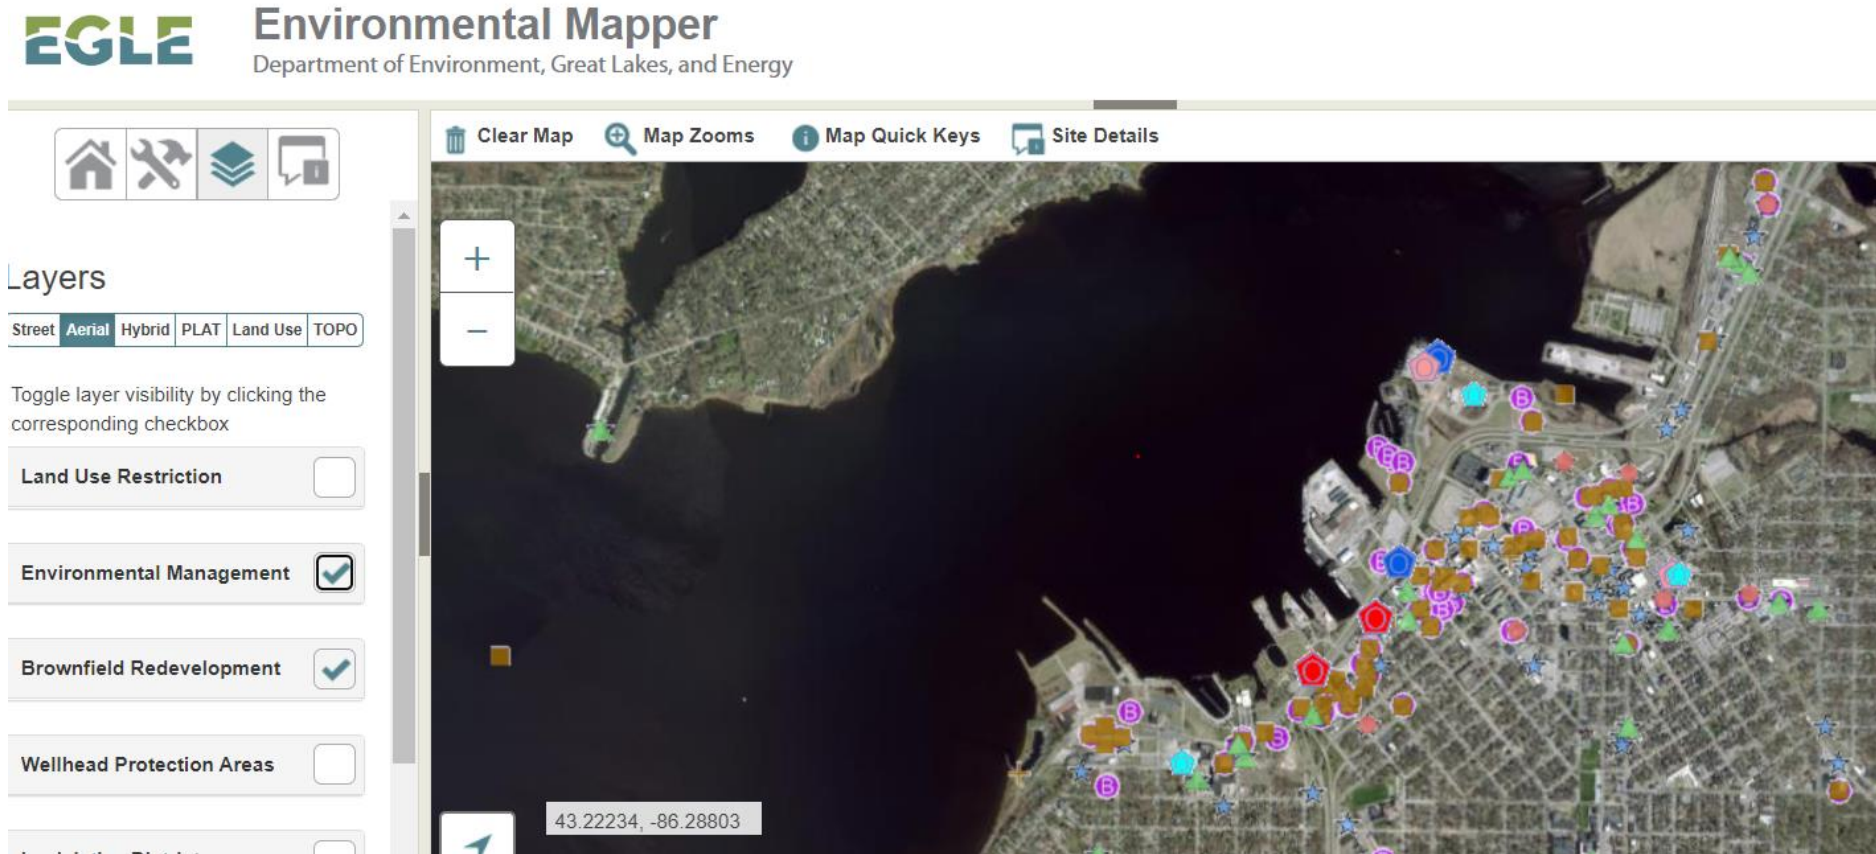 EGLE
Environmental Mapper
Department of Environment, Great Lakes, and Energy
Clear Map
Map Zooms
Map Quick Keys
Site Details
Layers
Street Aerial Hybrid PLAT Land Use TOPO
Toggle layer visibility by clicking the
corresponding checkbox
Land Use Restriction
Environmental Management
Brownfield Redevelopment
Wellhead Protection Areas
+
−
43.22234, -86.28803
B
B
B
B
B
B
B
B
B
B